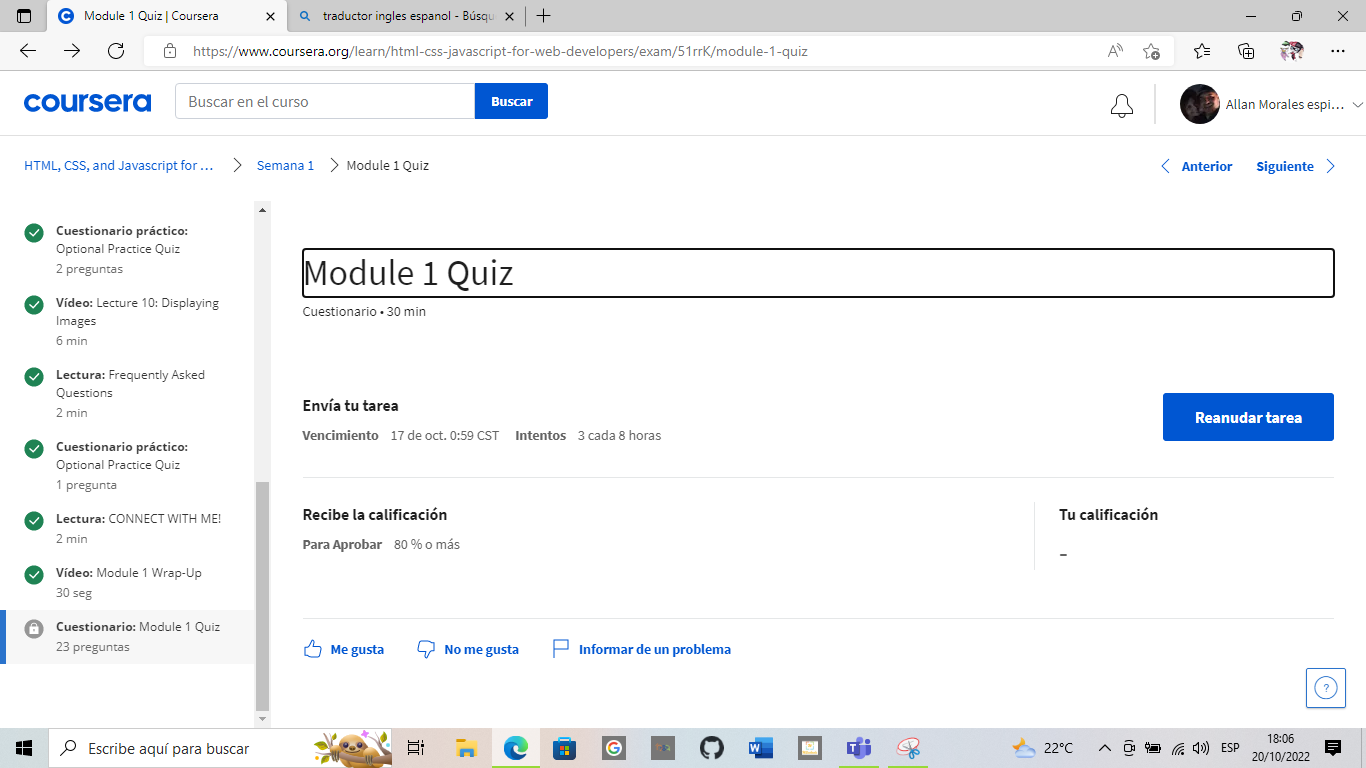 Module 1 Quiz | Coursera
traductor ingles espanol - Búsqu
https://www.coursera.org/learn/html-css-javascript-for-web-developers/exam/51rrK/module-1-quiz
coursera
Buscar en el curso
Buscar
Allan Morales espi...
HTML, CSS, and Javascript for ...
Semana 1
Module 1 Quiz
Anterior
Siguiente
Cuestionario práctico:
Optional Practice Quiz
2 preguntas
Vídeo: Lecture 10: Displaying
Images
6 min
Lectura: Frequently Asked
Questions
2 min
Cuestionario práctico:
Optional Practice Quiz
1 pregunta
Lectura: CONNECT WITH ME!
2 min
Vídeo: Module 1 Wrap-Up
30 seg
Cuestionario: Module 1 Quiz
23 preguntas
Module 1 Quiz
Cuestionario • 30 min
Envía tu tarea
Vencimiento 17 de oct. 0:59 CST Intentos 3 cada 8 horas
Reanudar tarea
Recibe la calificación
Para Aprobar 80 % o más
Tu calificación
–
Me gusta
No me gusta
Informar de un problema
?
Escribe aquí para buscar
22°C
ESP
18:06
20/10/2022